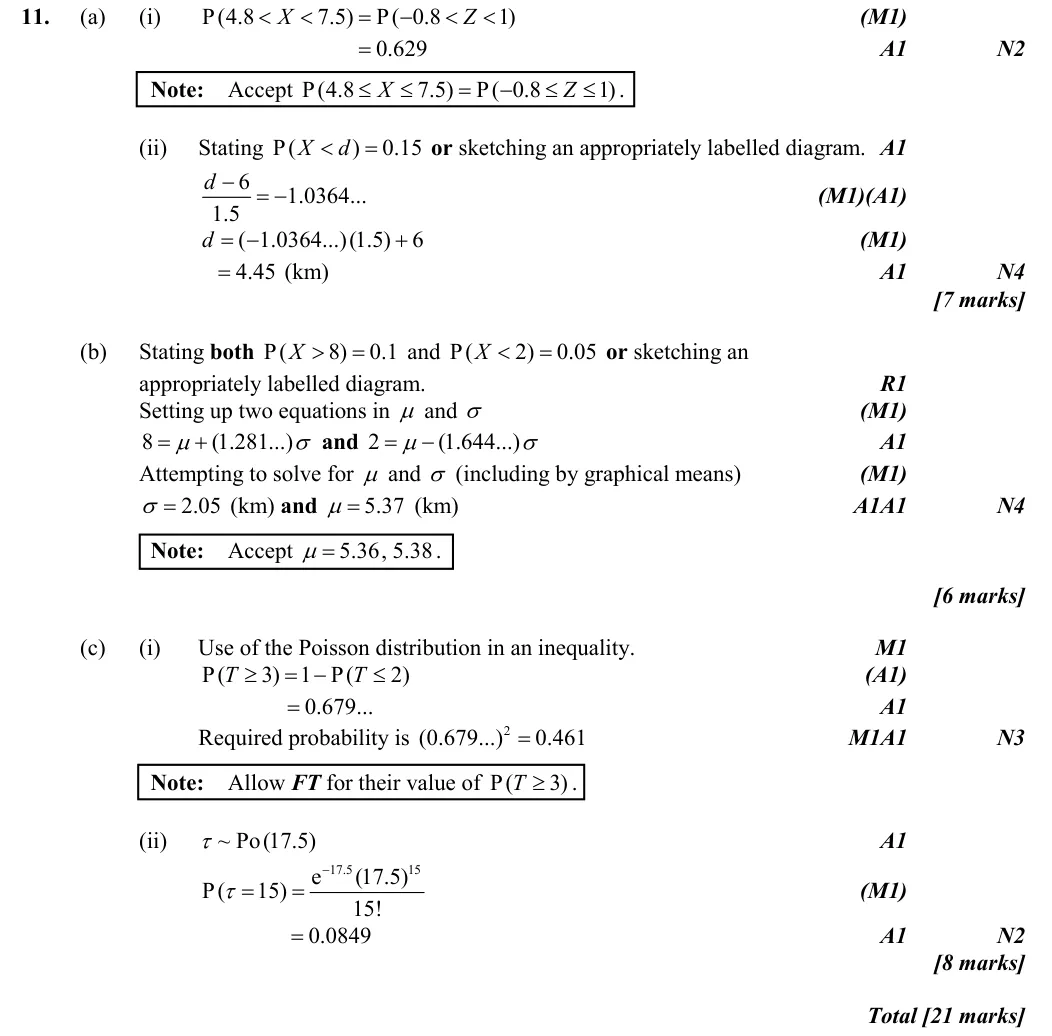 11. (a) (i) P(4.8 < X < 7.5) = P(−0.8 < Z < 1) (M1)
= 0.629 A1 N2
Note: Accept P(4.8 ≤ X ≤ 7.5) = P(−0.8 ≤ Z ≤ 1).
(ii) Stating P(X < d) = 0.15 or sketching an appropriately labelled diagram. A1
(d − 6)/1.5 = −1.0364... (M1)(A1)
d = (−1.0364...)(1.5) + 6 (M1)
= 4.45 (km) A1 N4
[7 marks]
(b) Stating both P(X > 8) = 0.1 and P(X < 2) = 0.05 or sketching an
appropriately labelled diagram. R1
Setting up two equations in μ and σ (M1)
8 = μ + (1.281...)σ and 2 = μ − (1.644...)σ A1
Attempting to solve for μ and σ (including by graphical means) (M1)
σ = 2.05 (km) and μ = 5.37 (km) A1A1 N4
Note: Accept μ = 5.36, 5.38.
[6 marks]
(c) (i) Use of the Poisson distribution in an inequality. M1
P(T ≥ 3) = 1 − P(T ≤ 2) (A1)
= 0.679... A1
Required probability is (0.679...)² = 0.461 M1A1 N3
Note: Allow FT for their value of P(T ≥ 3).
(ii) τ ~ Po(17.5) A1
P(τ = 15) = e^−17.5 (17.5)^15 / 15! (M1)
= 0.0849 A1 N2
[8 marks]
Total [21 marks]